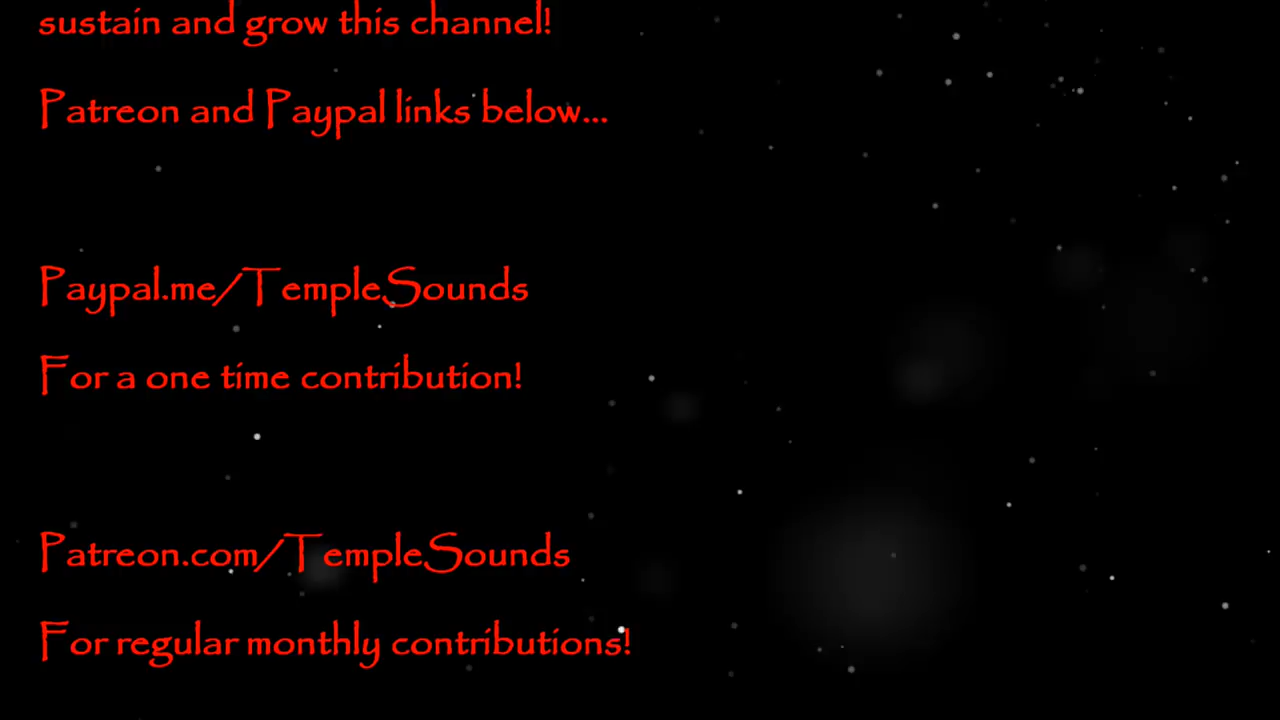 sustain and grow this channel!
Patreon and Paypal links below...
Paypal.me/TempleSounds
For a one time contribution!
Patreon.com/TempleSounds
For regular monthly contributions!